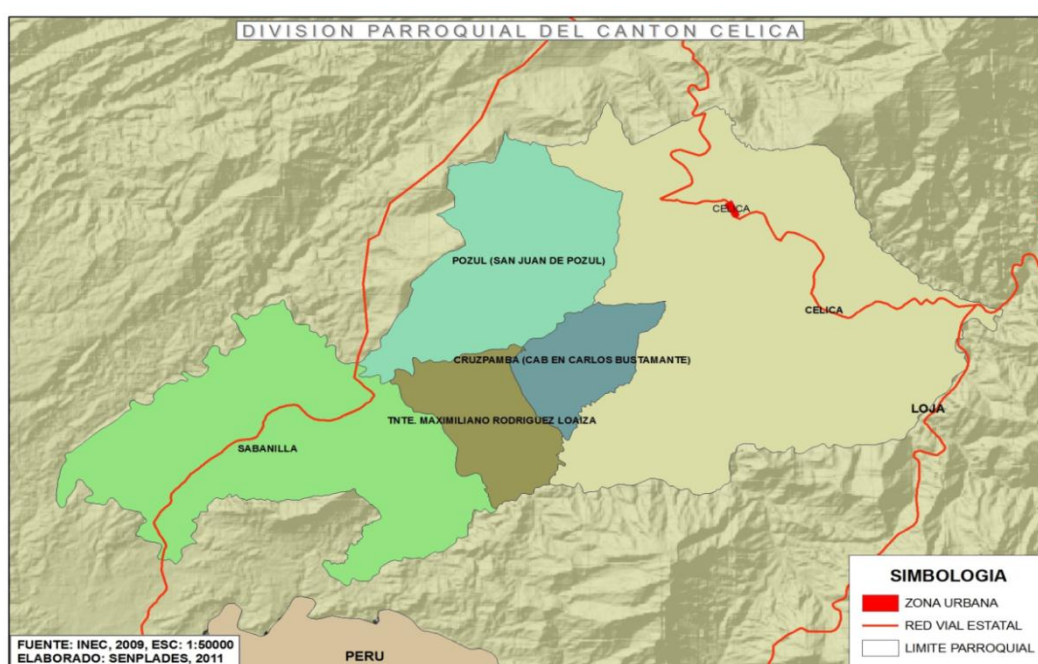 DIVISION PARROQUIAL DEL CANTON CELICA
CELICA
POZUL (SAN JUAN DE POZUL)
CELICA
CRUZPAMBA (CAB EN CARLOS BUSTAMANTE)
LOJA
TNTE. MAXIMILIANO RODRIGUEZ LOAIZA
SABANILLA
SIMBOLOGIA
ZONA URBANA
RED VIAL ESTATAL
LIMITE PARROQUIAL
FUENTE: INEC, 2009, ESC: 1:50000
ELABORADO: SENPLADES, 2011
PERU